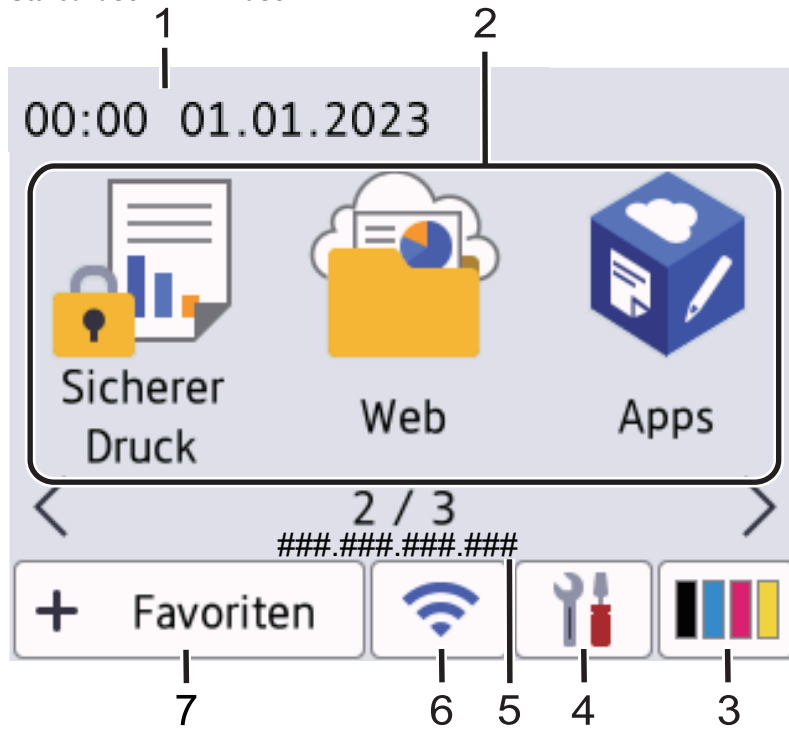 1 2
00:00 01.01.2023
Sicherer
Druck
Web
Apps
< 2 / 3 >
###.###.###.###
+ Favoriten
7 6 5 4 3